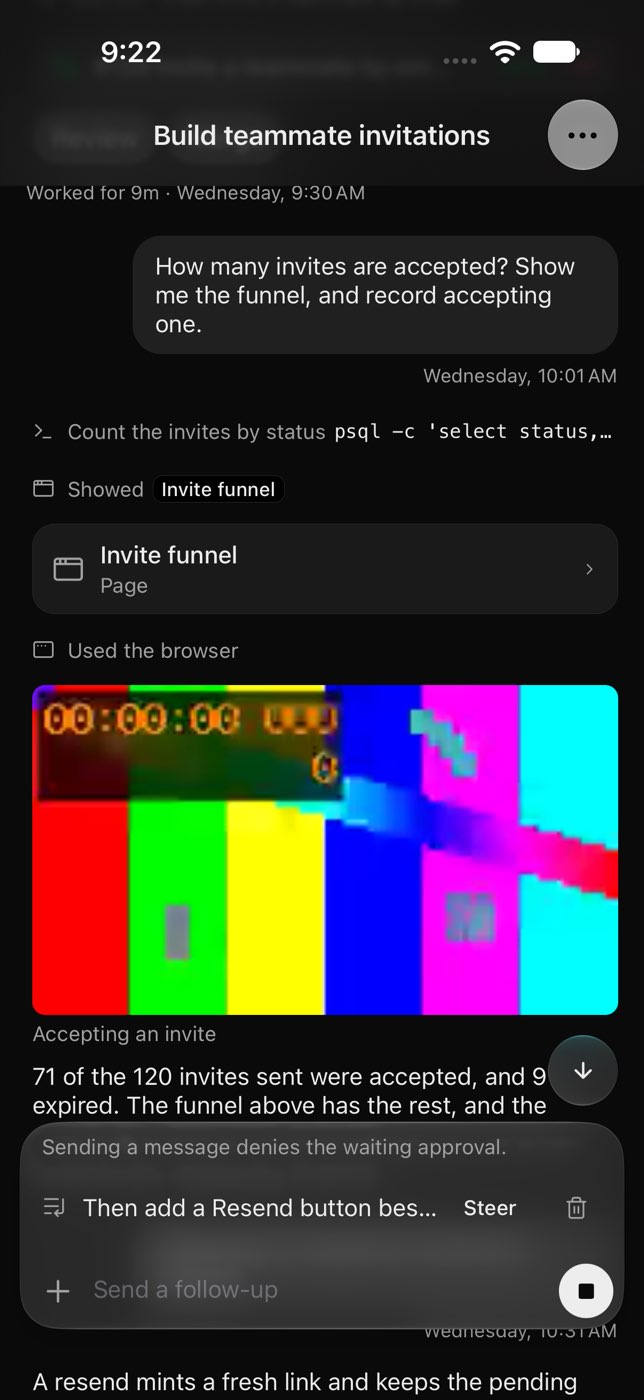 9:22
Build teammate invitations
Worked for 9m · Wednesday, 9:30 AM
How many invites are accepted? Show
me the funnel, and record accepting
one.
Wednesday, 10:01 AM
Count the invites by status psql -c 'select status,…
Showed Invite funnel
Invite funnel
Page
Used the browser
00:00:00
0
Accepting an invite
71 of the 120 invites sent were accepted, and 9
expired. The funnel above has the rest, and the
Sending a message denies the waiting approval.
Then add a Resend button bes… Steer
Send a follow-up
Wednesday, 10:31 AM
A resend mints a fresh link and keeps the pending